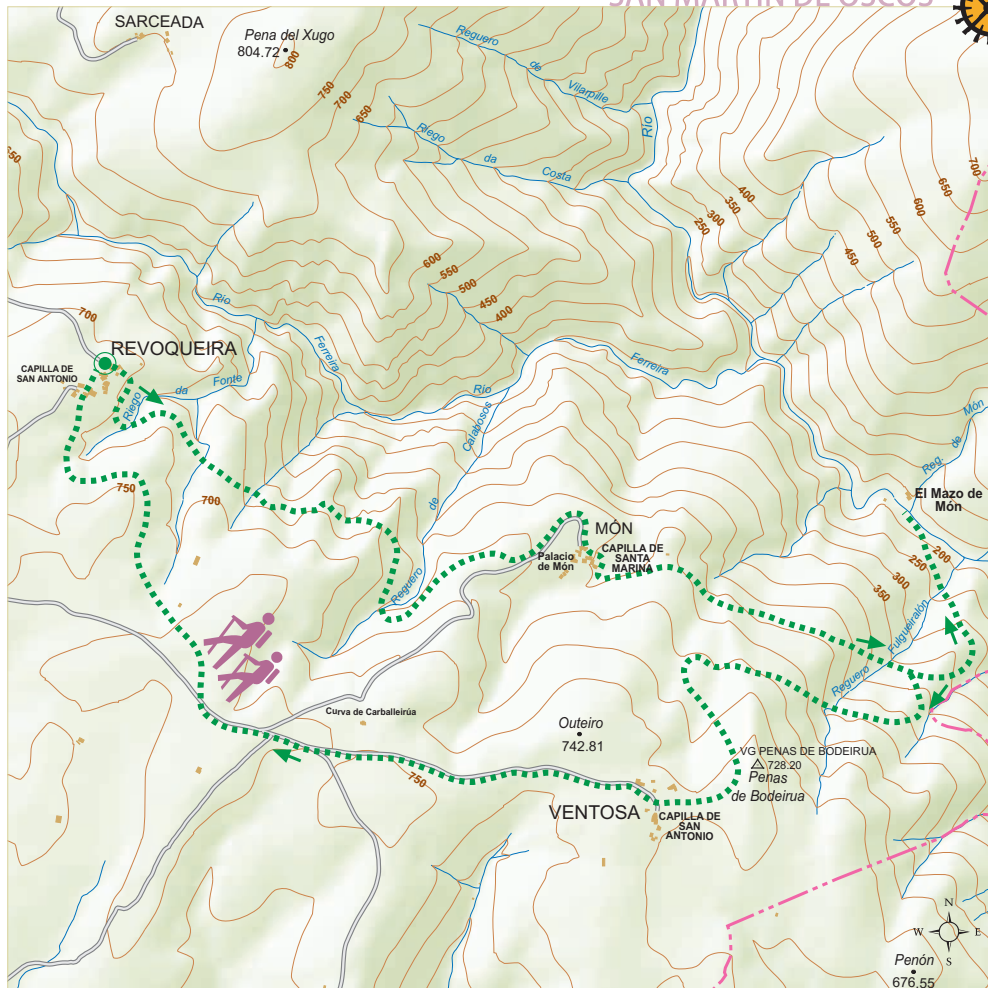 SAN MARTÍN DE OSCOS
SARCEADA
Pena del Xugo
804.72
800
750
700
650
Reguero
de
Vilarpille
Río
Riego
da
Costa
650
700
650
600
550
500
450
400
350
300
250
600
550
500
450
400
Río
Ferreira
700
REVOQUEIRA
CAPILLA DE
SAN ANTONIO
Riego
da
Fonte
Ferreira
Río
Calabosos
de
Reguero
750
700
Reg.
de
Món
El Mazo de
Món
MÓN
Palacio
de Món
CAPILLA DE
SANTA
MARINA
200
250
300
350
Reguero
Fulgueiralón
Curva de Carballeirúa
Outeiro
742.81
VG PENAS DE BODEIRUA
728.20
Penas
de Bodeirua
750
VENTOSA
CAPILLA DE
SAN
ANTONIO
N
W
E
S
Penón
676.55